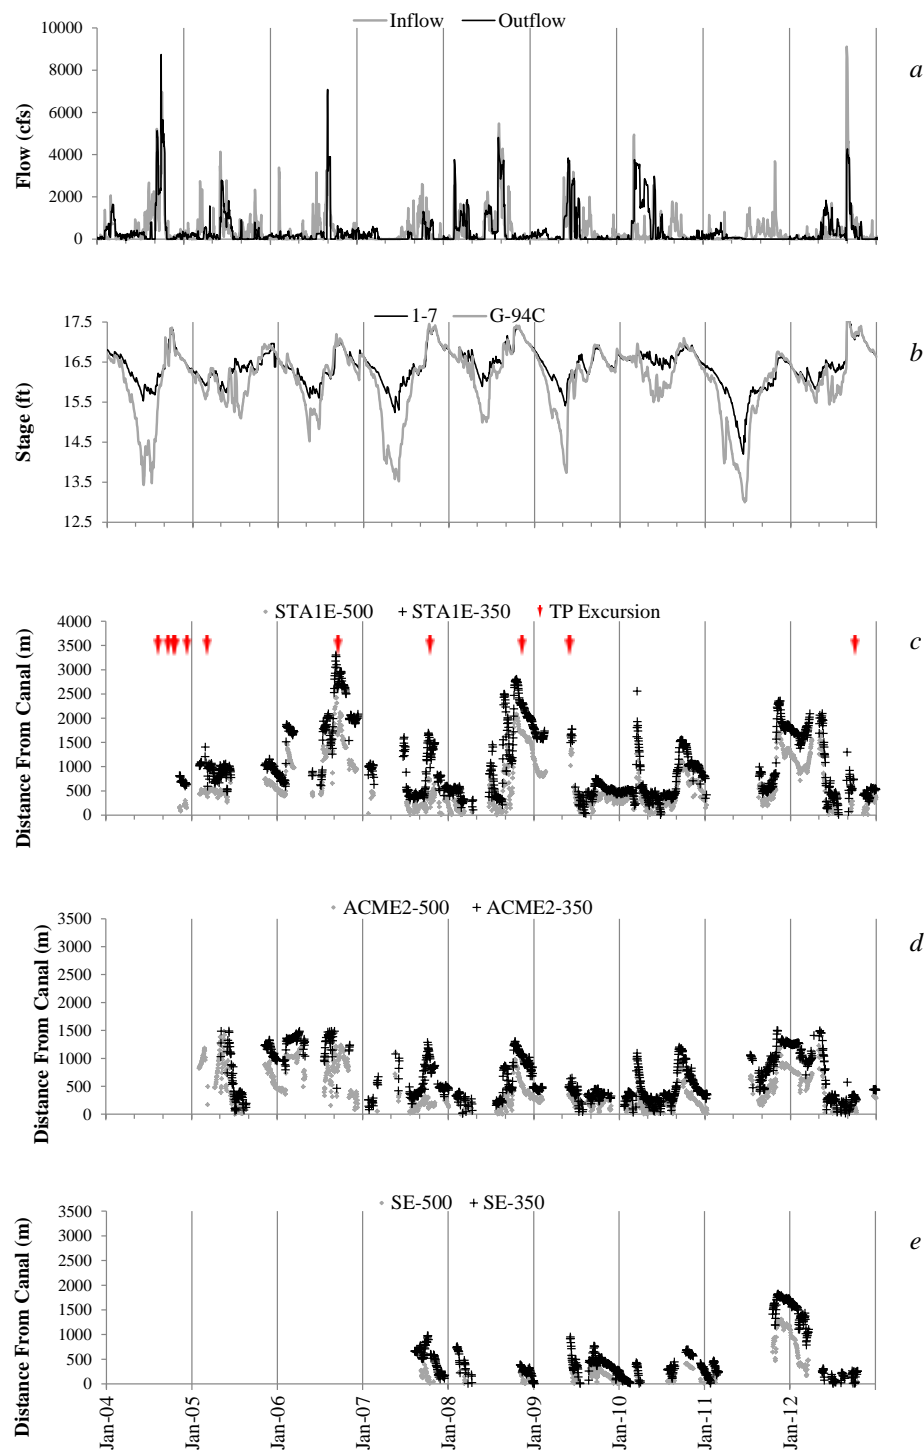 Inflow Outflow
a
Flow (cfs)
10000
8000
6000
4000
2000
0
1-7 G-94C
b
Stage (ft)
17.5
16.5
15.5
14.5
13.5
12.5
STA1E-500 STA1E-350 TP Excursion
c
Distance From Canal (m)
4000
3500
3000
2500
2000
1500
1000
500
0
ACME2-500 ACME2-350
d
Distance From Canal (m)
3500
3000
2500
2000
1500
1000
500
0
SE-500 SE-350
e
Distance From Canal (m)
3500
3000
2500
2000
1500
1000
500
0
Jan-04 Jan-05 Jan-06 Jan-07 Jan-08 Jan-09 Jan-10 Jan-11 Jan-12